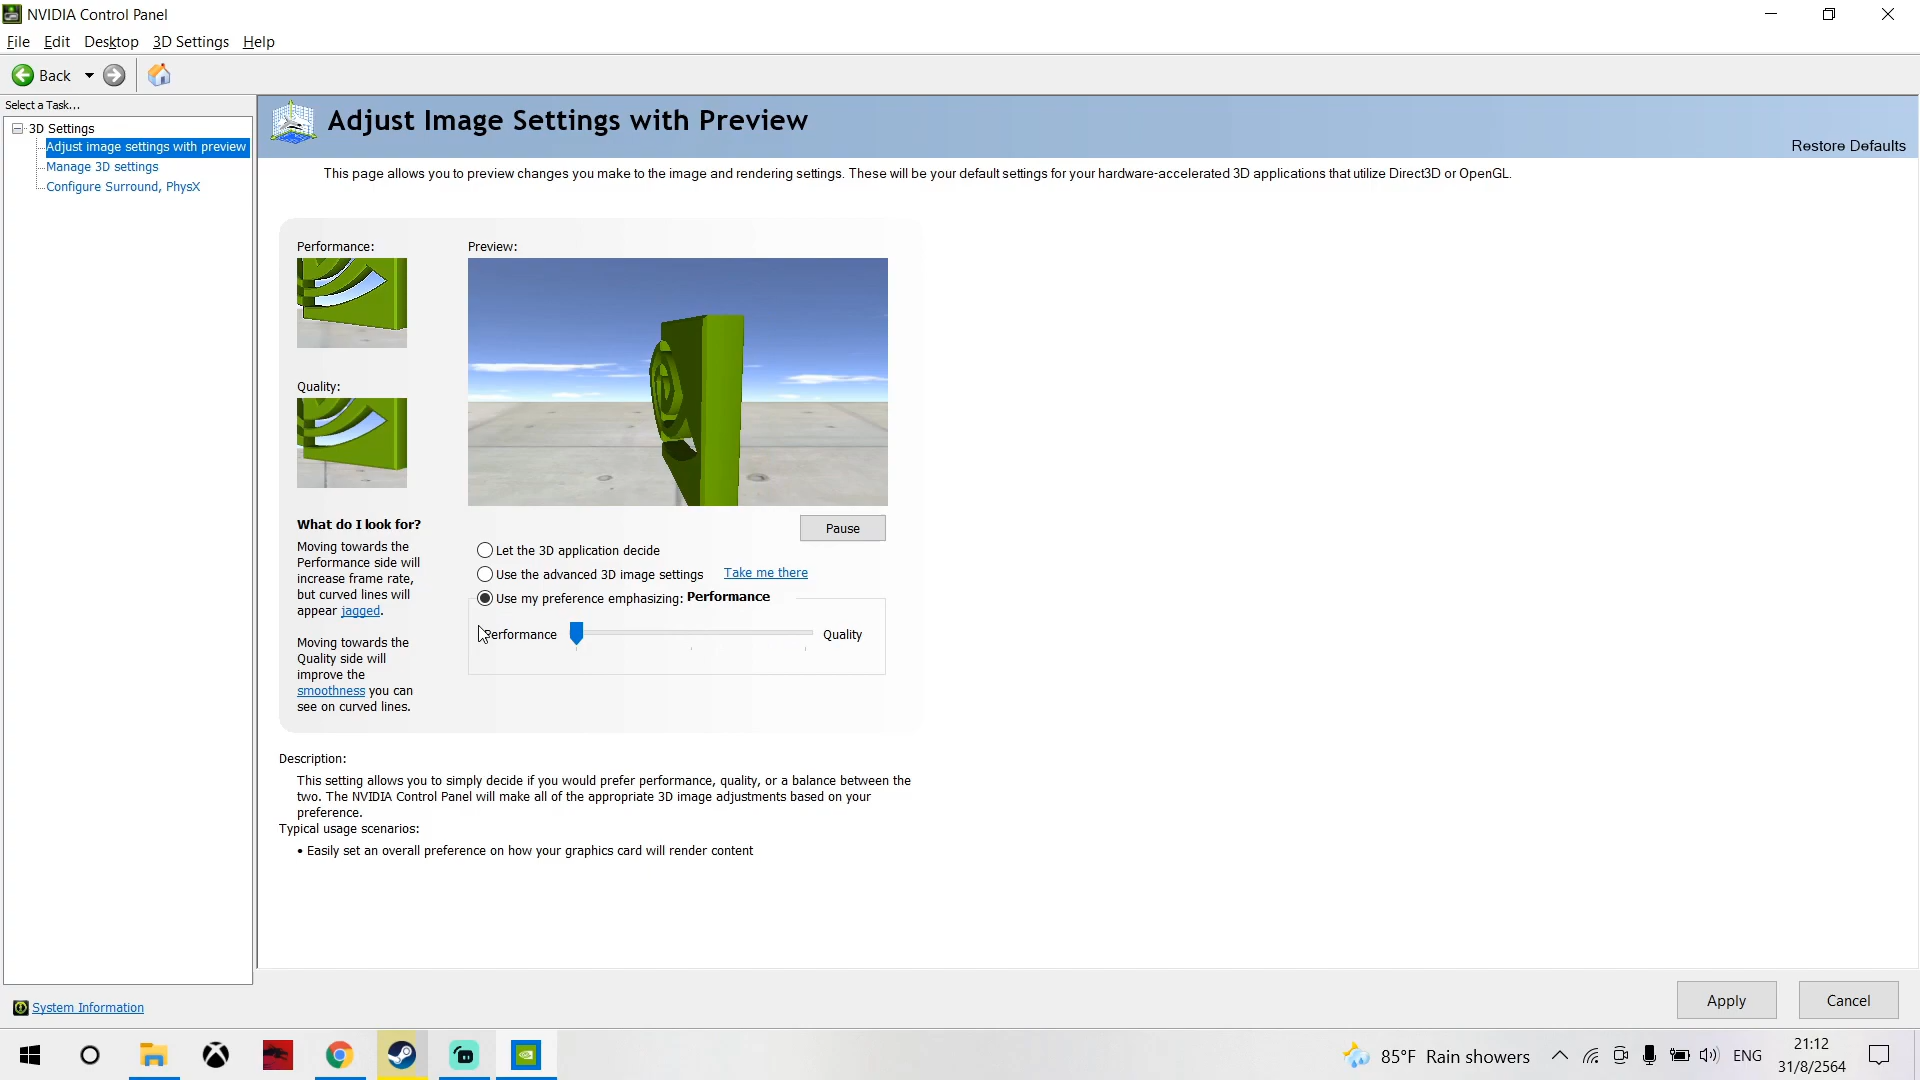 NVIDIA Control Panel
File Edit Desktop 3D Settings Help
Back
Select a Task...
3D Settings
Adjust image settings with preview
Manage 3D settings
Configure Surround, PhysX
Adjust Image Settings with Preview
Restore Defaults
This page allows you to preview changes you make to the image and rendering settings. These will be your default settings for your hardware-accelerated 3D applications that utilize Direct3D or OpenGL.
Performance:
Preview:
Quality:
What do I look for?
Moving towards the
Performance side will
increase frame rate,
but curved lines will
appear jagged.
Moving towards the
Quality side will
improve the
smoothness you can
see on curved lines.
Pause
Let the 3D application decide
Use the advanced 3D image settings Take me there
Use my preference emphasizing: Performance
Performance Quality
Description:
This setting allows you to simply decide if you would prefer performance, quality, or a balance between the
two. The NVIDIA Control Panel will make all of the appropriate 3D image adjustments based on your
preference.
Typical usage scenarios:
• Easily set an overall preference on how your graphics card will render content
System Information
Apply Cancel
85°F Rain showers
ENG
21:12
31/8/2564